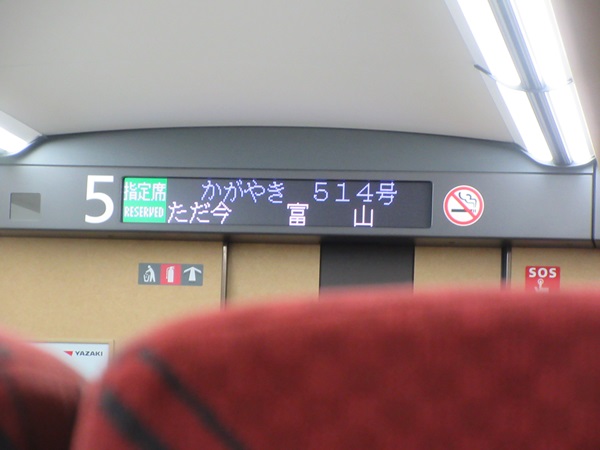 5
指定席
RESERVED
かがやき 514号
ただ今 富 山
SOS
YAZAKI